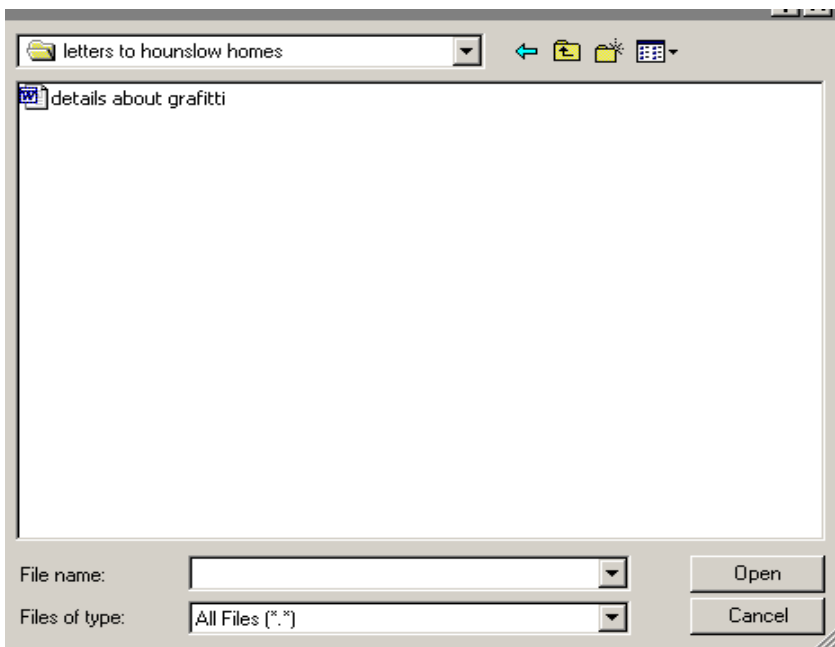 letters to hounslow homes
details about grafitti
File name:
Open
Files of type:
All Files (*.*)
Cancel